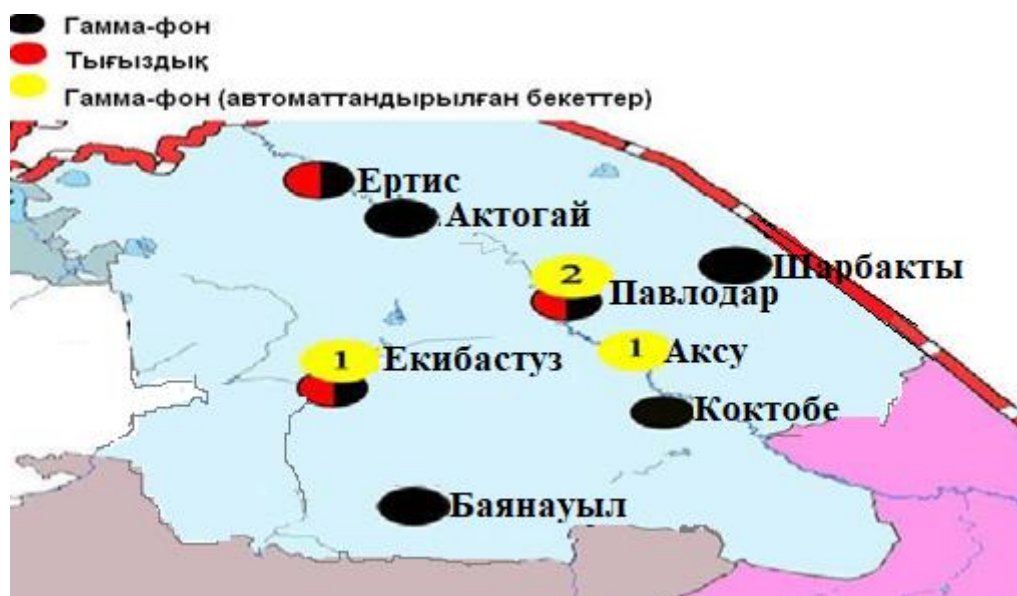 Гамма-фон
Тығыздық
Гамма-фон (автоматтандырылған бекеттер)
Ертис
Актогай
Шарбакты
2
Павлодар
1
Аксу
1
Екибастуз
Коктобе
Баянауыл